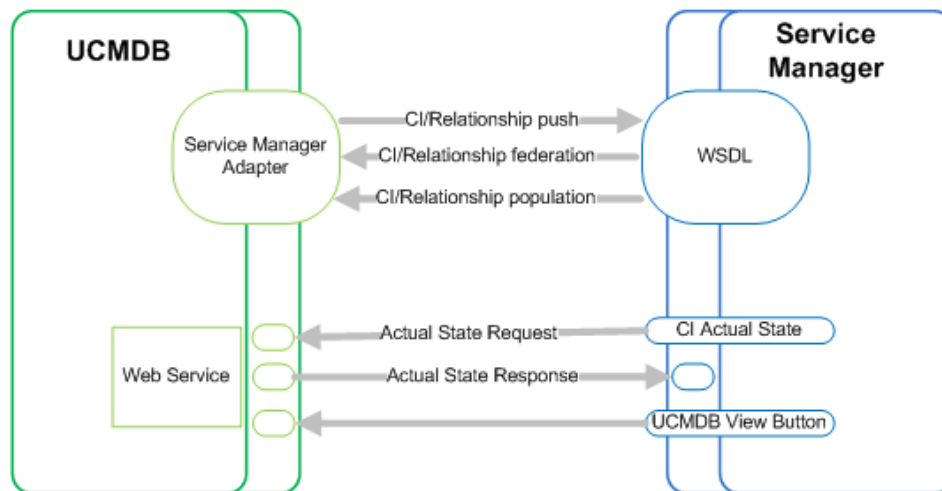 UCMDB
Service
Manager
Service Manager
Adapter
CI/Relationship push
CI/Relationship federation
CI/Relationship population
WSDL
Actual State Request
CI Actual State
Web Service
Actual State Response
UCMDB View Button